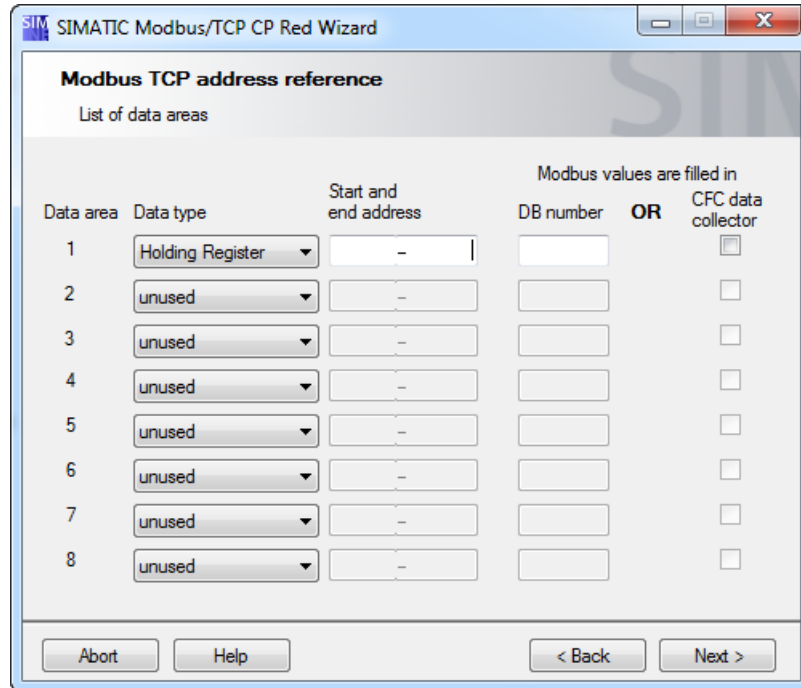 SIM SIMATIC Modbus/TCP CP Red Wizard
Modbus TCP address reference
List of data areas
SIM
Modbus values are filled in
Data area Data type Start and end address DB number OR CFC data collector
1 Holding Register –
2 unused –
3 unused –
4 unused –
5 unused –
6 unused –
7 unused –
8 unused –
Abort Help < Back Next >